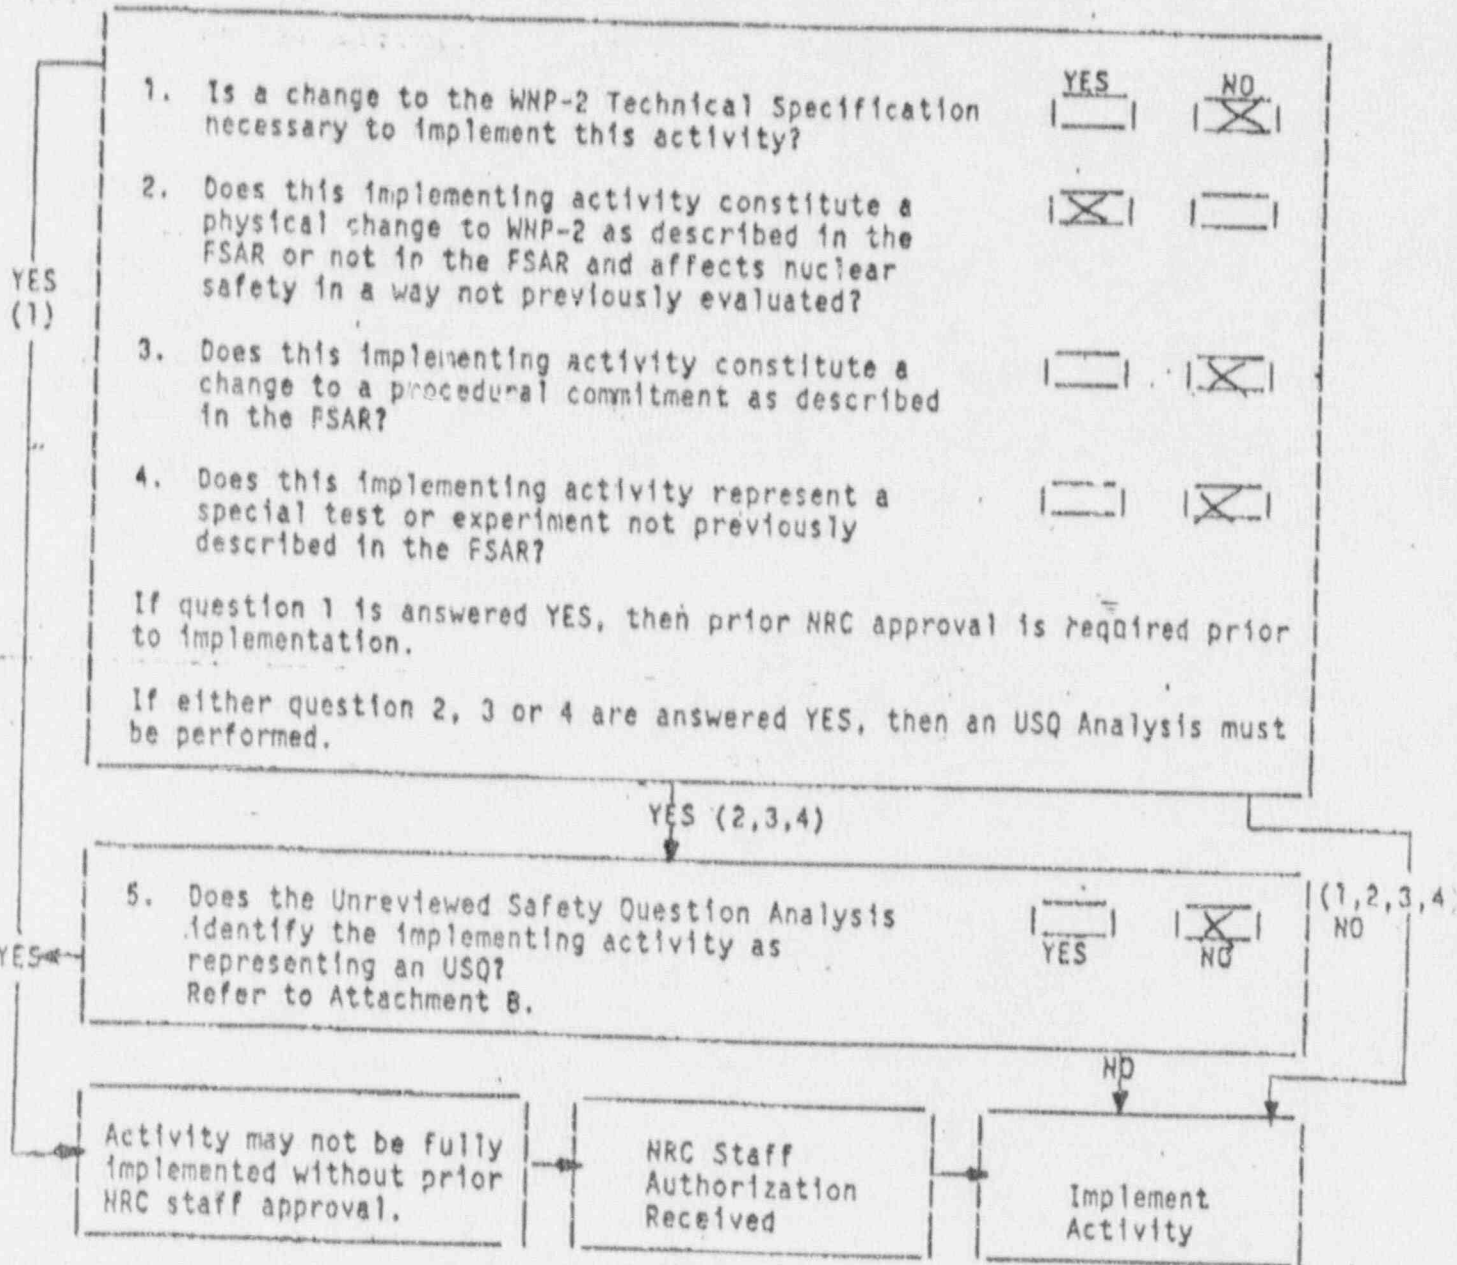 YES NO
1. Is a change to the WNP-2 Technical Specification
necessary to implement this activity?
2. Does this implementing activity constitute a
physical change to WNP-2 as described in the
FSAR or not in the FSAR and affects nuclear
safety in a way not previously evaluated?
YES
(1)
3. Does this implementing activity constitute a
change to a procedural commitment as described
in the FSAR?
4. Does this implementing activity represent a
special test or experiment not previously
described in the FSAR?
If question 1 is answered YES, then prior NRC approval is required prior
to implementation.
If either question 2, 3 or 4 are answered YES, then an USQ Analysis must
be performed.
YES (2,3,4)
5. Does the Unreviewed Safety Question Analysis
identify the implementing activity as
representing an USQ?
Refer to Attachment B.
YES NO
(1,2,3,4)
NO
YES
NO
Activity may not be fully
implemented without prior
NRC staff approval.
NRC Staff
Authorization
Received
Implement
Activity